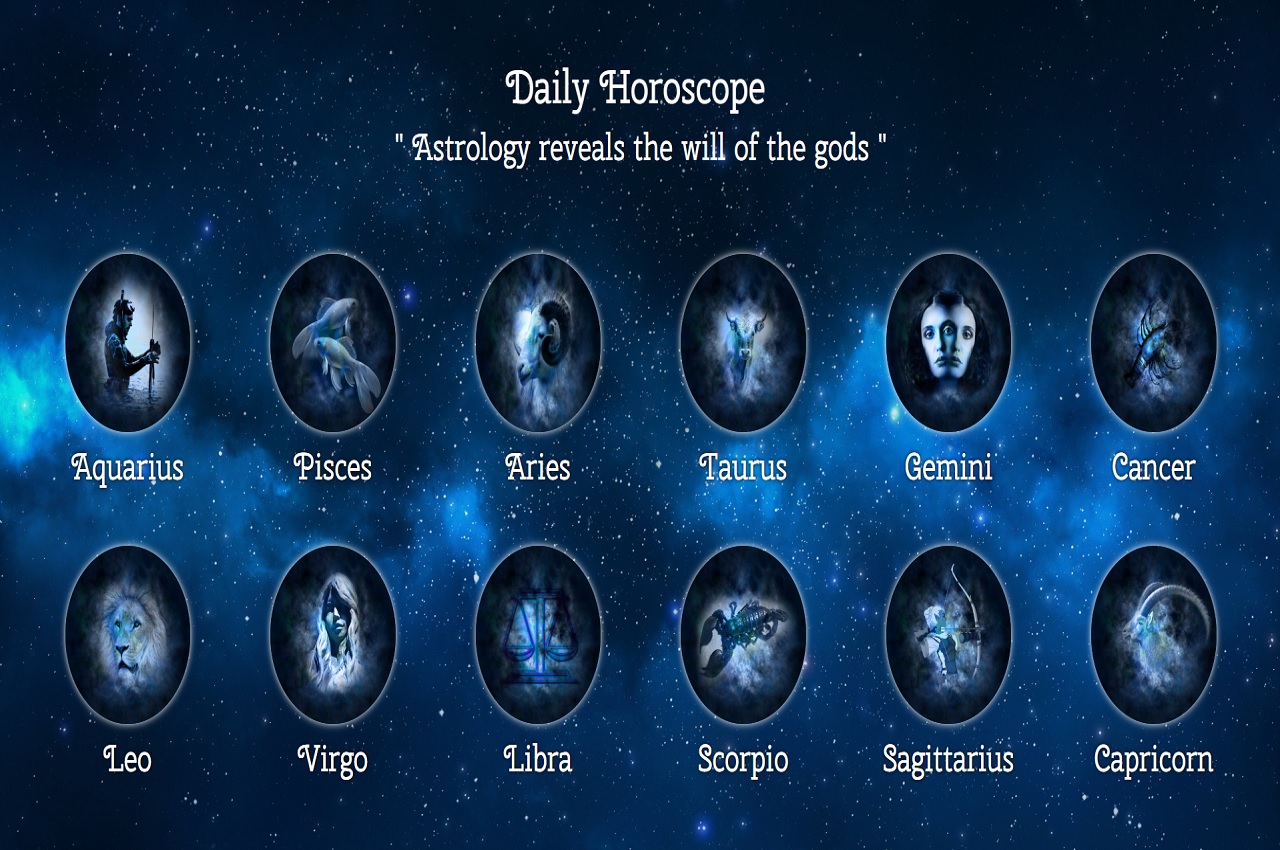 Daily Horoscope
" Astrology reveals the will of the gods "
Aquarius Pisces Aries Taurus Gemini Cancer
Leo Virgo Libra Scorpio Sagittarius Capricorn